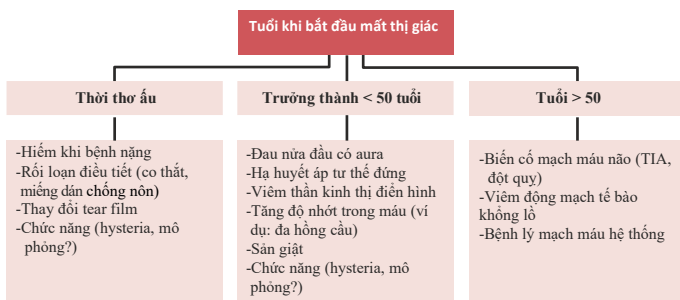 Tuổi khi bắt đầu mất thị giác
Thời thơ ấu
-Hiếm khi bệnh nặng
-Rối loạn điều tiết (co thắt,
miếng dán chống nôn)
-Thay đổi tear film
-Chức năng (hysteria, mô
phỏng?)
Trưởng thành < 50 tuổi
-Đau nửa đầu có aura
-Hạ huyết áp tư thế đứng
-Viêm thần kinh thị điển hình
-Tăng độ nhớt trong máu (ví
dụ: đa hồng cầu)
-Sản giật
-Chức năng (hysteria, mô
phỏng?)
Tuổi > 50
-Biến cố mạch máu não (TIA,
đột quỵ)
-Viêm động mạch tế bào
khổng lồ
-Bệnh lý mạch máu hệ thống